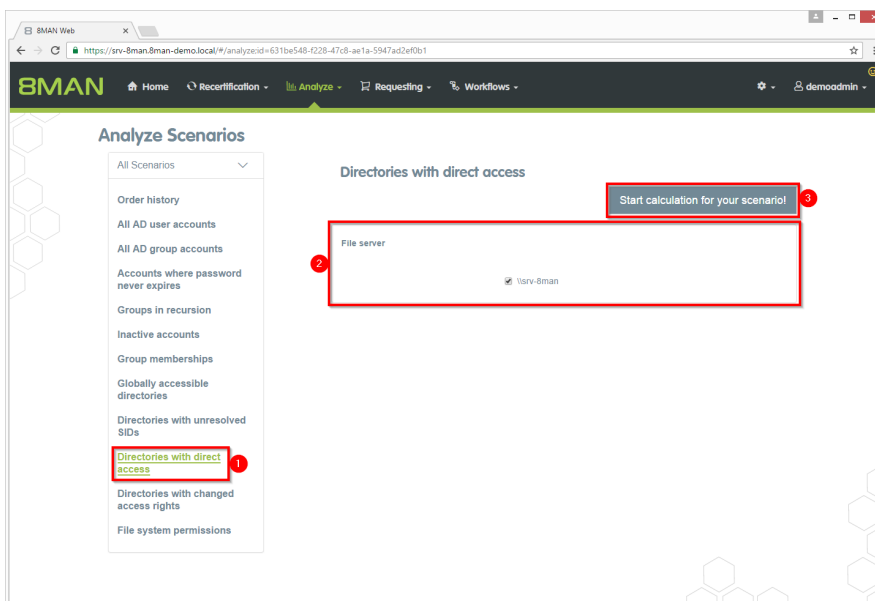 8MAN Web
https://srv-8man.8man-demo.local/#/analyze;id=631be548-f228-47c8-ae1a-5947ad2ef0b1
8MAN Home Recertification Analyze Requesting Workflows demoadmin
Analyze Scenarios
All Scenarios
Order history
All AD user accounts
All AD group accounts
Accounts where password
never expires
Groups in recursion
Inactive accounts
Group memberships
Globally accessible
directories
Directories with unresolved
SIDs
Directories with direct
access
1
Directories with changed
access rights
File system permissions
Directories with direct access
Start calculation for your scenario!
3
File server
2
\\srv-8man